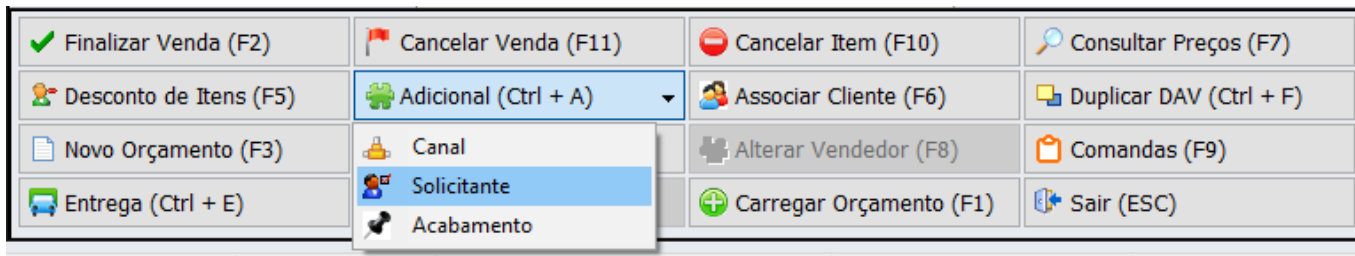 Finalizar Venda (F2) Cancelar Venda (F11) Cancelar Item (F10) Consultar Preços (F7)
Desconto de Itens (F5) Adicional (Ctrl + A) Associar Cliente (F6) Duplicar DAV (Ctrl + F)
Novo Orçamento (F3) Canal Alterar Vendedor (F8) Comandas (F9)
Solicitante
Entrega (Ctrl + E) Acabamento Carregar Orçamento (F1) Sair (ESC)